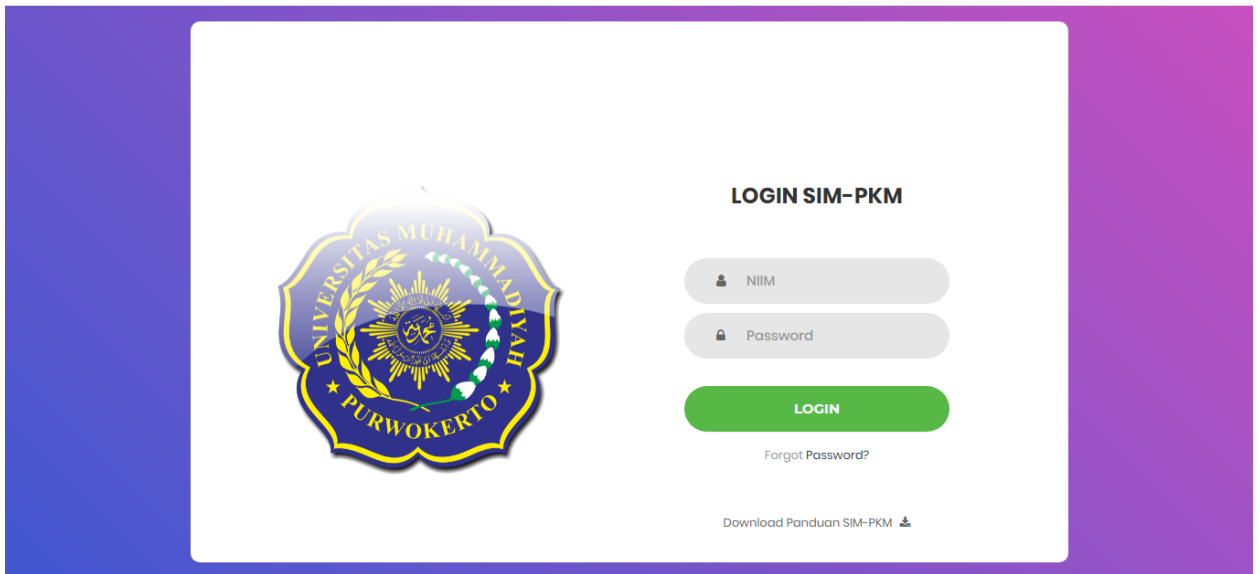 UNIVERSITAS MUHAMMADIYAH
PURWOKERTO
LOGIN SIM-PKM
NIIM
Password
LOGIN
Forgot Password?
Download Panduan SIM-PKM